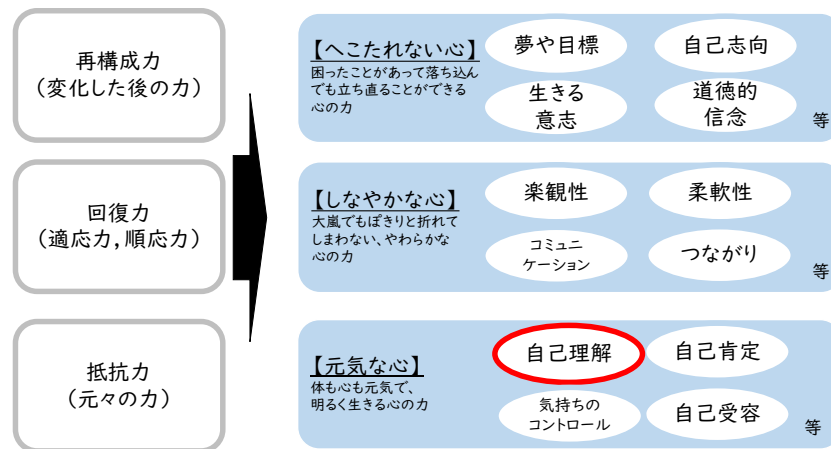 再構成力
(変化した後の力)
【へこたれない心】
困ったことがあって落ち込ん
でも立ち直ることができる
心の力
夢や目標
自己志向
生きる
意志
道徳的
信念
等
回復力
(適応力,順応力)
【しなやかな心】
大嵐でもぽきりと折れて
しまわない、やわらかな
心の力
楽観性
柔軟性
コミュニ
ケーション
つながり
等
抵抗力
(元々の力)
【元気な心】
体も心も元気で、
明るく生きる心の力
自己理解
自己肯定
気持ちの
コントロール
自己受容
等